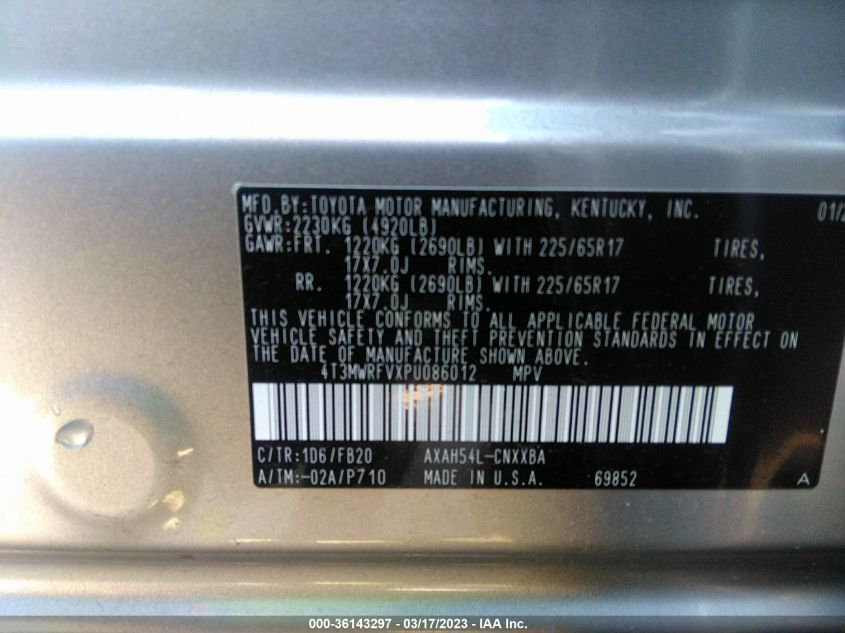 MFD.BY:TOYOTA MOTOR MANUFACTURING, KENTUCKY, INC. 01/2
GVWR:2230KG (4920LB)
GAWR:FRT. 1220KG (2690LB) WITH 225/65R17 TIRES,
17X7.0J RIMS.
RR. 1220KG (2690LB) WITH 225/65R17 TIRES,
17X7.0J RIMS.
THIS VEHICLE CONFORMS TO ALL APPLICABLE FEDERAL MOTOR
VEHICLE SAFETY AND THEFT PREVENTION STANDARDS IN EFFECT ON
THE DATE OF MANUFACTURE SHOWN ABOVE.
4T3MWRFVXPU086012 MPV
C/TR:1D6/FB20 AXAH54L-CNXXBA
A/TM:-02A/P710 MADE IN U.S.A. 69852 A
000-36143297 - 03/17/2023 - IAA Inc.